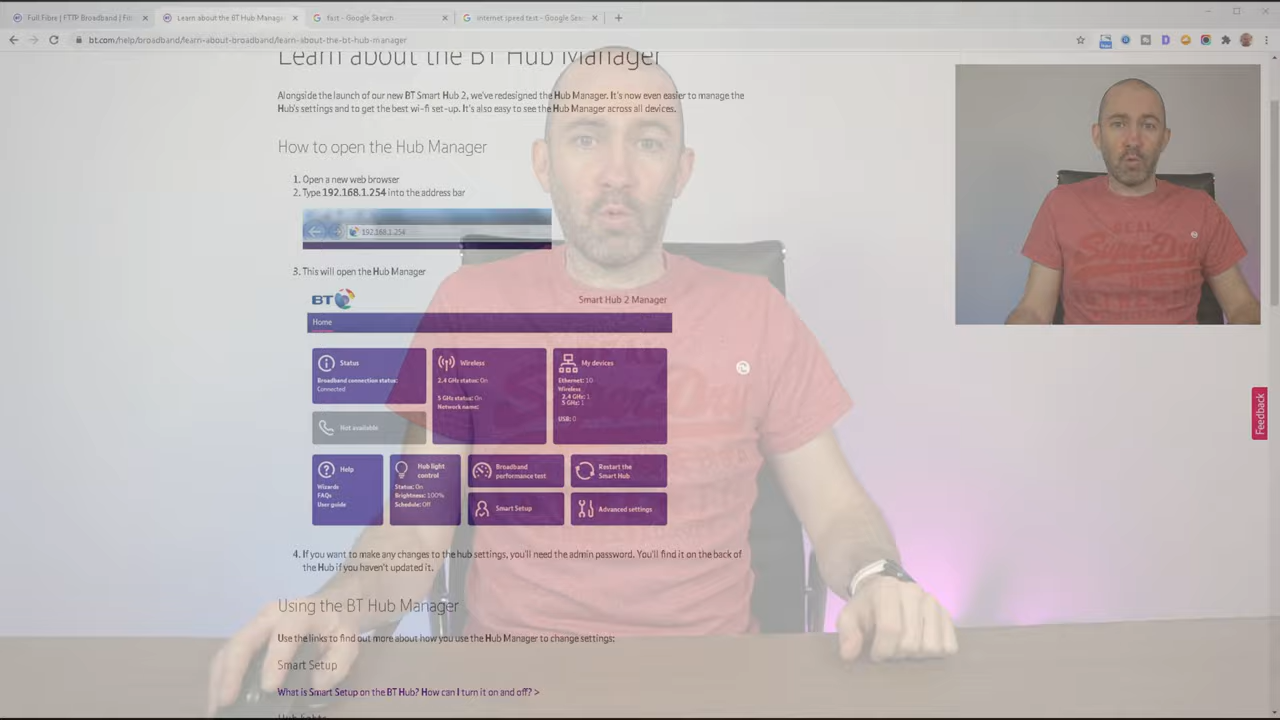 Full Fibre | FTTP Broadband | Fi
Learn about the BT Hub Manage
fast - Google Search
internet speed test - Google Sea
bt.com/help/broadband/learn-about-broadband/learn-about-the-bt-hub-manager
Learn about the BT Hub Manager
Alongside the launch of our new BT Smart Hub 2, we've redesigned the Hub Manager. It's now even easier to manage the
Hub's settings and to get the best wi-fi set-up. It's also easy to see the Hub Manager across all devices.
How to open the Hub Manager
1. Open a new web browser
2. Type 192.168.1.254 into the address bar
192.168.1.254
3. This will open the Hub Manager
BT
Smart Hub 2 Manager
Home
Status
Broadband connection status:
Connected
Not available
Wireless
2.4 GHz status: On
5 GHz status: On
Network name:
My devices
Ethernet: 10
Wireless
2.4 GHz: 1
5 GHz: 1
USB: 0
Help
Wizards
FAQs
User guide
Hub light
control
Status: On
Brightness: 100%
Schedule: Off
Broadband
performance test
Restart the
Smart Hub
Smart Setup
Advanced settings
4. If you want to make any changes to the hub settings, you'll need the admin password. You'll find it on the back of
the Hub if you haven't updated it.
Using the BT Hub Manager
Use the links to find out more about how you use the Hub Manager to change settings:
Smart Setup
What is Smart Setup on the BT Hub? How can I turn it on and off? >
Hub lights
Feedback